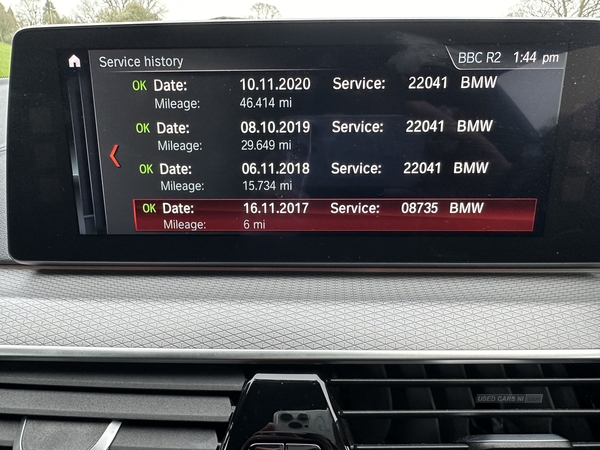 Service history
BBC R2 1:44 pm
OK Date: 10.11.2020 Service: 22041 BMW
Mileage: 46.414 mi
OK Date: 08.10.2019 Service: 22041 BMW
Mileage: 29.649 mi
OK Date: 06.11.2018 Service: 22041 BMW
Mileage: 15.734 mi
OK Date: 16.11.2017 Service: 08735 BMW
Mileage: 6 mi
USED CARS NI